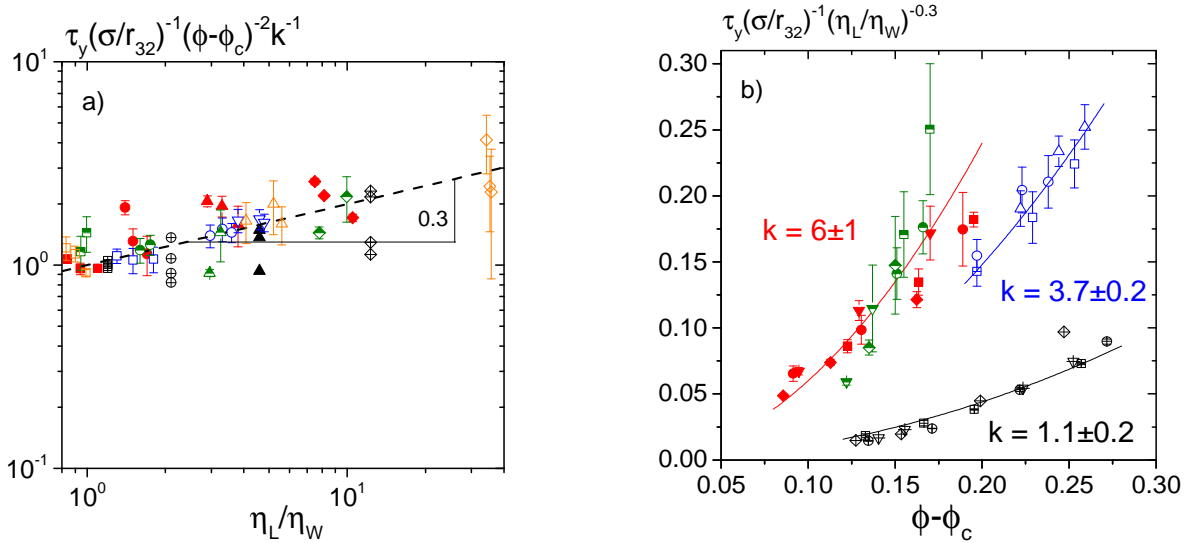 τy(σ/r32)^-1(ϕ-ϕc)^-2k^-1
10^1
10^0
10^-1
a)
0.3
10^0
10^1
ηL/ηW
τy(σ/r32)^-1(ηL/ηW)^-0.3
0.30
0.25
0.20
0.15
0.10
0.05
0.00
b)
k = 6±1
k = 3.7±0.2
k = 1.1±0.2
0.05 0.10 0.15 0.20 0.25 0.30
ϕ-ϕc